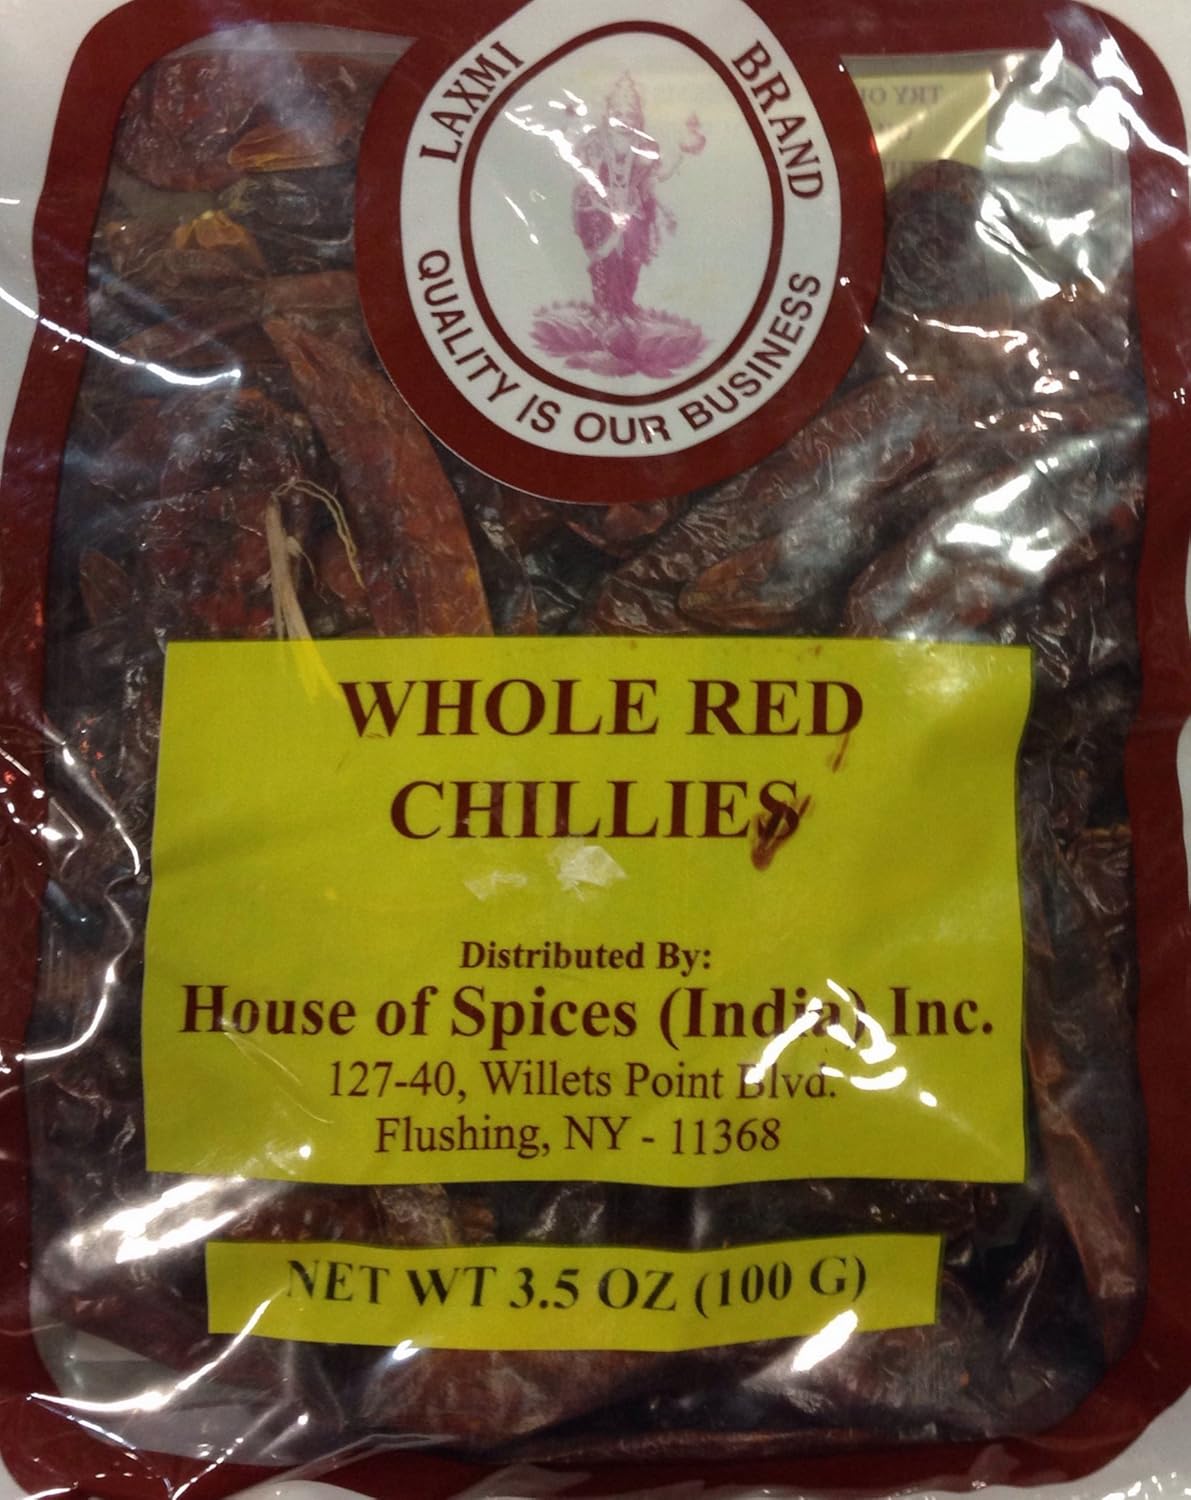 LAXMI BRAND
QUALITY IS OUR BUSINESS
TRY
WHOLE RED
CHILLIES
Distributed By:
House of Spices (India) Inc.
127-40, Willets Point Blvd.
Flushing, NY - 11368
NET WT 3.5 OZ (100 G)